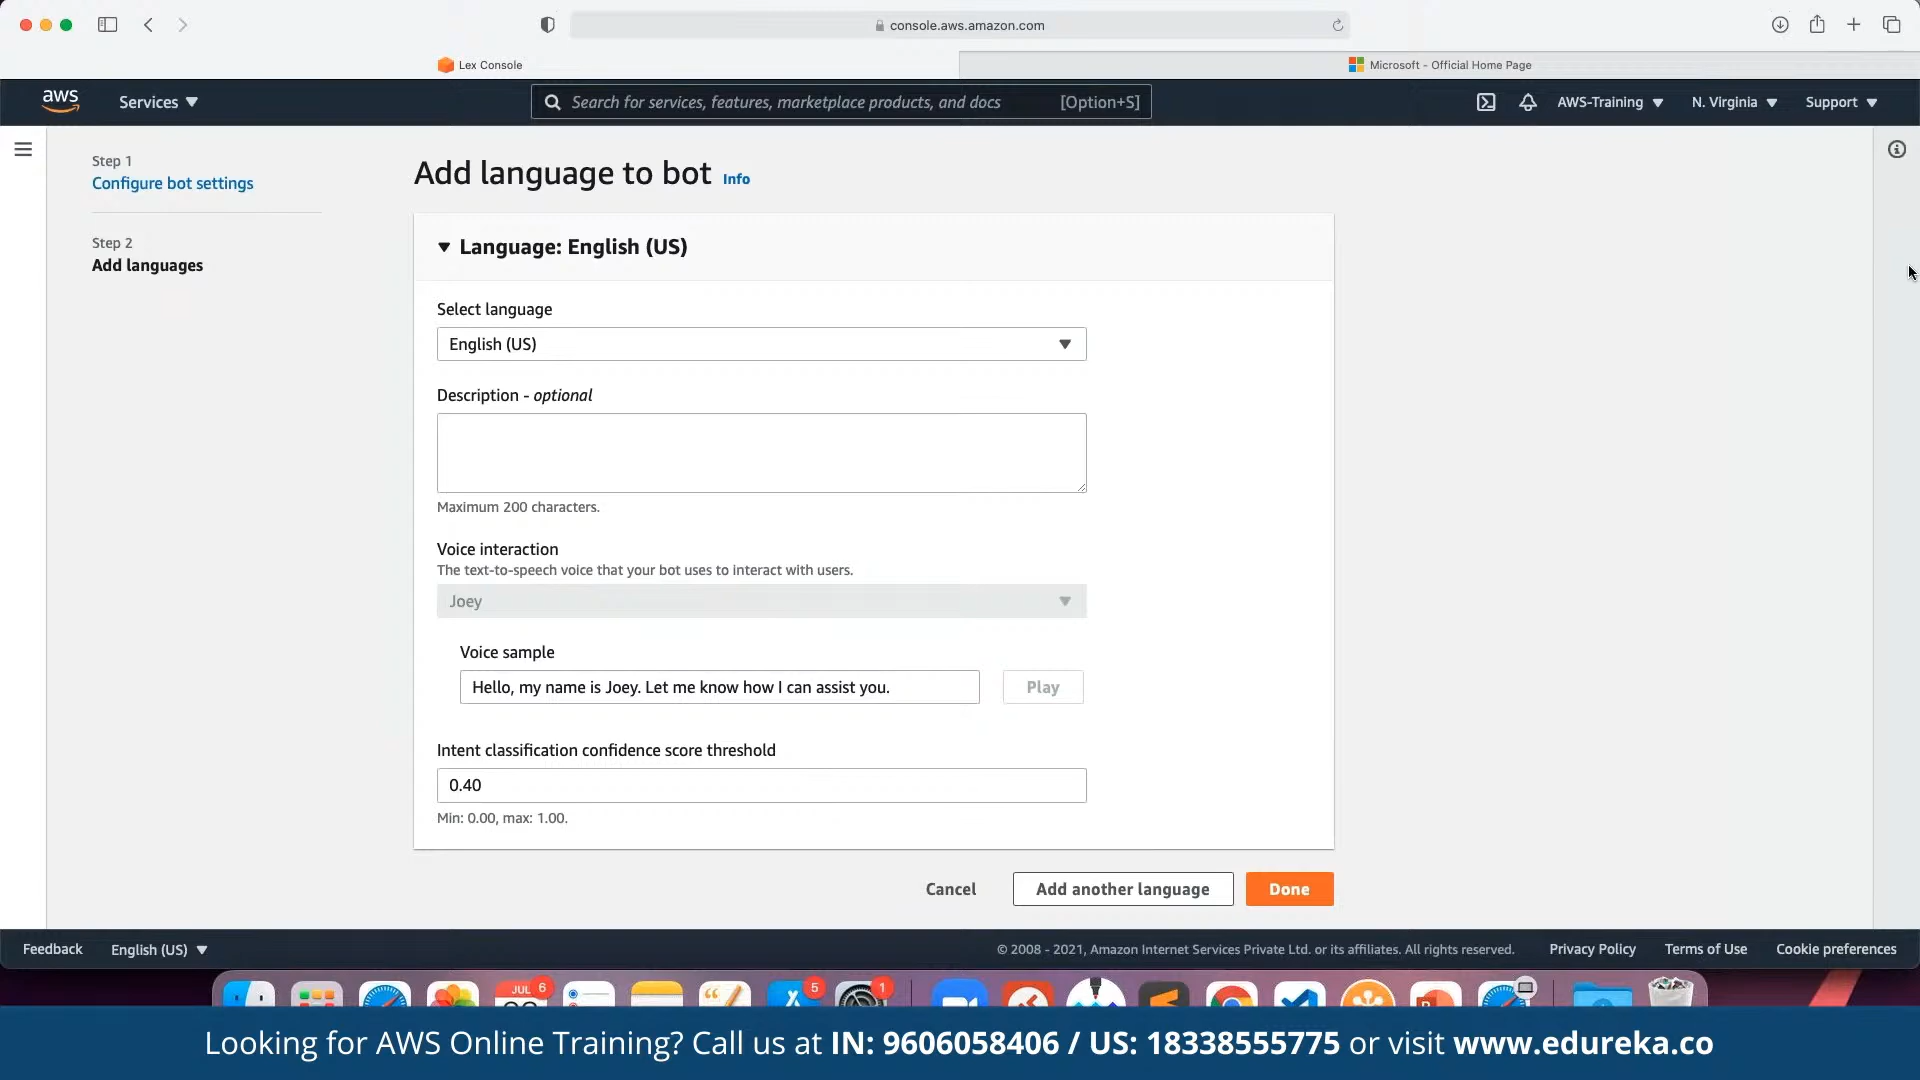 console.aws.amazon.com
Lex Console
Microsoft - Official Home Page
aws
Services
Search for services, features, marketplace products, and docs
[Option+S]
AWS-Training
N. Virginia
Support
Step 1
Configure bot settings
Step 2
Add languages
Add language to bot Info
Language: English (US)
Select language
English (US)
Description - optional
Maximum 200 characters.
Voice interaction
The text-to-speech voice that your bot uses to interact with users.
Joey
Voice sample
Hello, my name is Joey. Let me know how I can assist you.
Play
Intent classification confidence score threshold
0.40
Min: 0.00, max: 1.00.
Cancel
Add another language
Done
Feedback
English (US)
© 2008 - 2021, Amazon Internet Services Private Ltd. or its affiliates. All rights reserved.
Privacy Policy
Terms of Use
Cookie preferences
JUL
6
5
1
Looking for AWS Online Training? Call us at IN: 9606058406 / US: 18338555775 or visit www.edureka.co